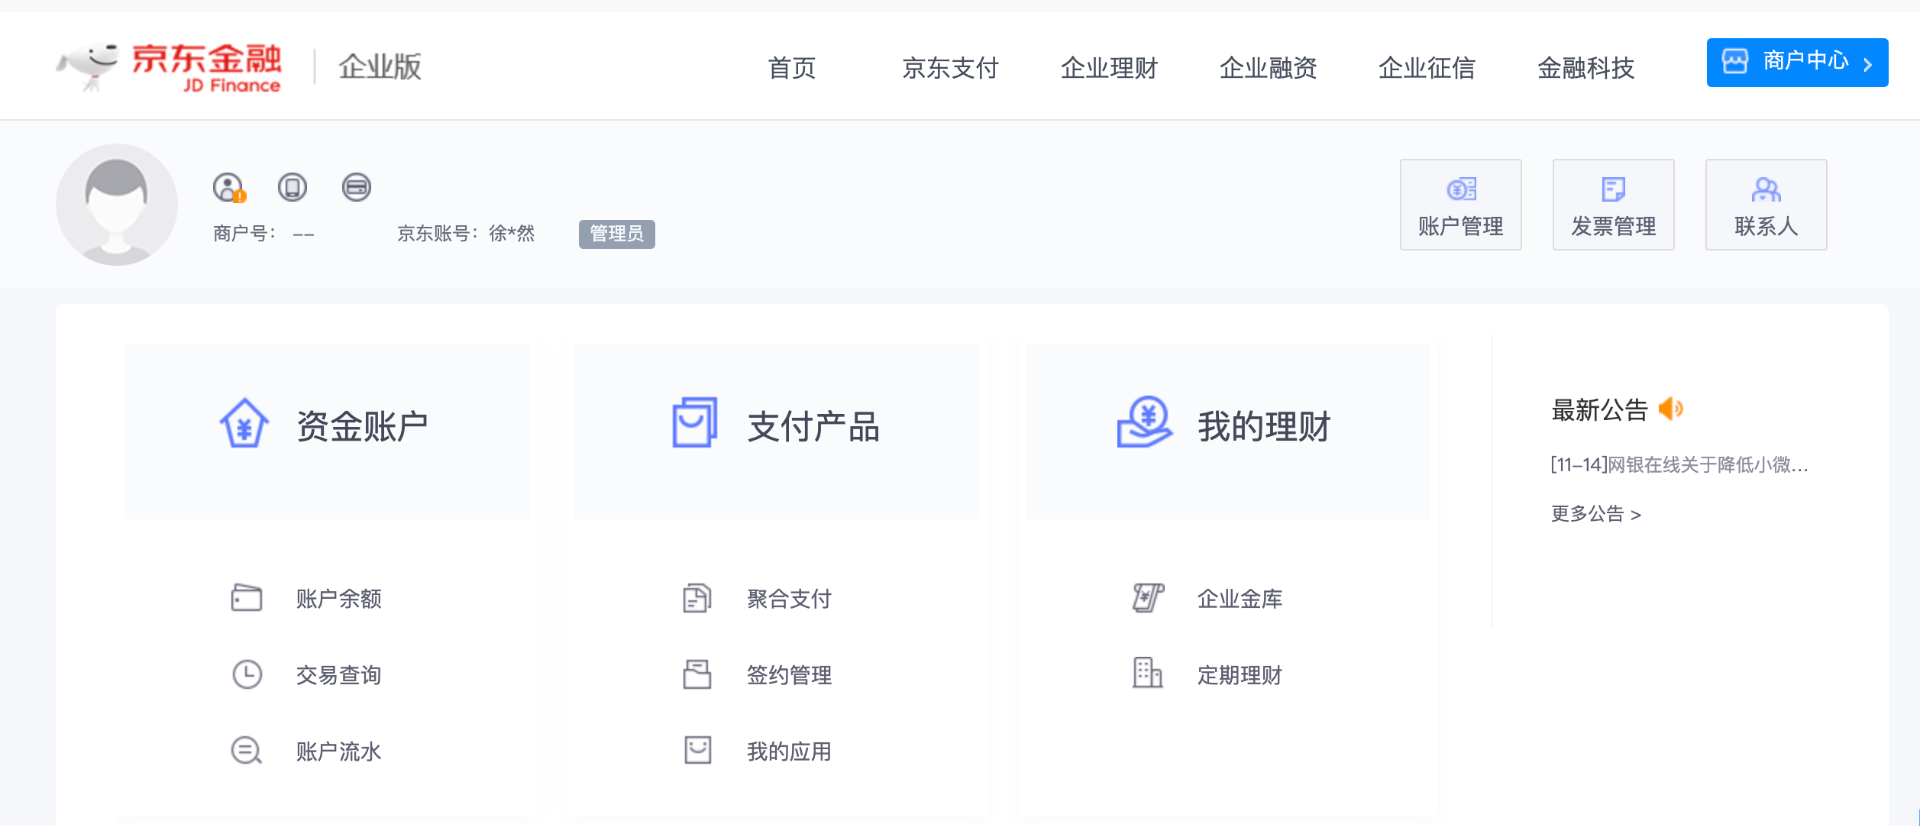 京东金融
JD Finance
企业版
首页
京东支付
企业理财
企业融资
企业征信
金融科技
商户中心
商户号： --
京东账号：徐*然
管理员
账户管理
发票管理
联系人
资金账户
账户余额
交易查询
账户流水
支付产品
聚合支付
签约管理
我的应用
我的理财
企业金库
定期理财
最新公告
[11-14]网银在线关于降低小微...
更多公告 >